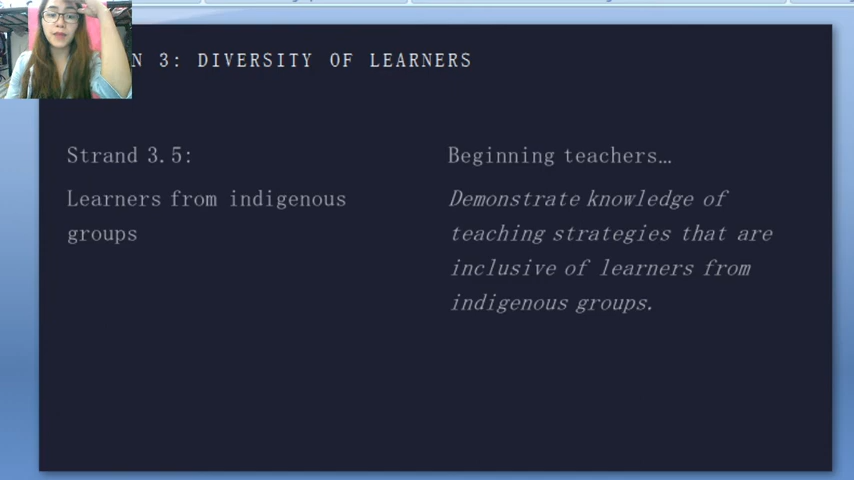 N 3: DIVERSITY OF LEARNERS
Strand 3.5:
Learners from indigenous
groups
Beginning teachers…
Demonstrate knowledge of
teaching strategies that are
inclusive of learners from
indigenous groups.